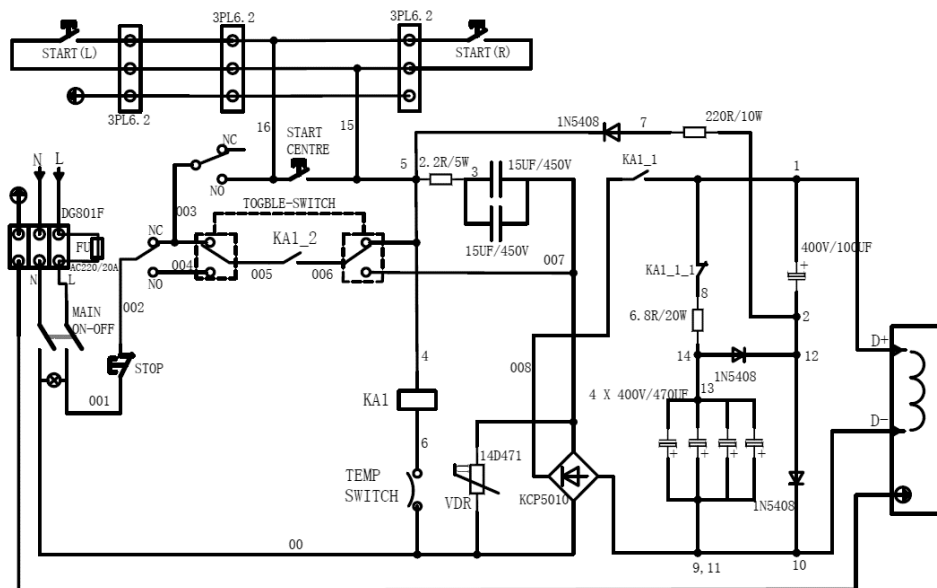 3PL6.2
3PL6.2
START(L)
START(R)
3PL6.2
220R/10W
1N5408
7
16
START
CENTRE
15
NC
N
L
5
2.2R/5W
3
15UF/450V
KA1_1
1
NO
DG801F
003
TOGBLE-SWITCH
FU
NC
KA1_2
15UF/450V
400V/100UF
AC220/20A
004
005
006
007
KA1_1_1
N
L
NO
8
002
MAIN
ON-OFF
6.8R/20W
2
STOP
4
008
14
12
D+
1N5408
001
KA1
4 X 400V/470UF
13
D-
6
14D471
TEMP
SWITCH
VDR
KCP5010
1N5408
00
9,11
10